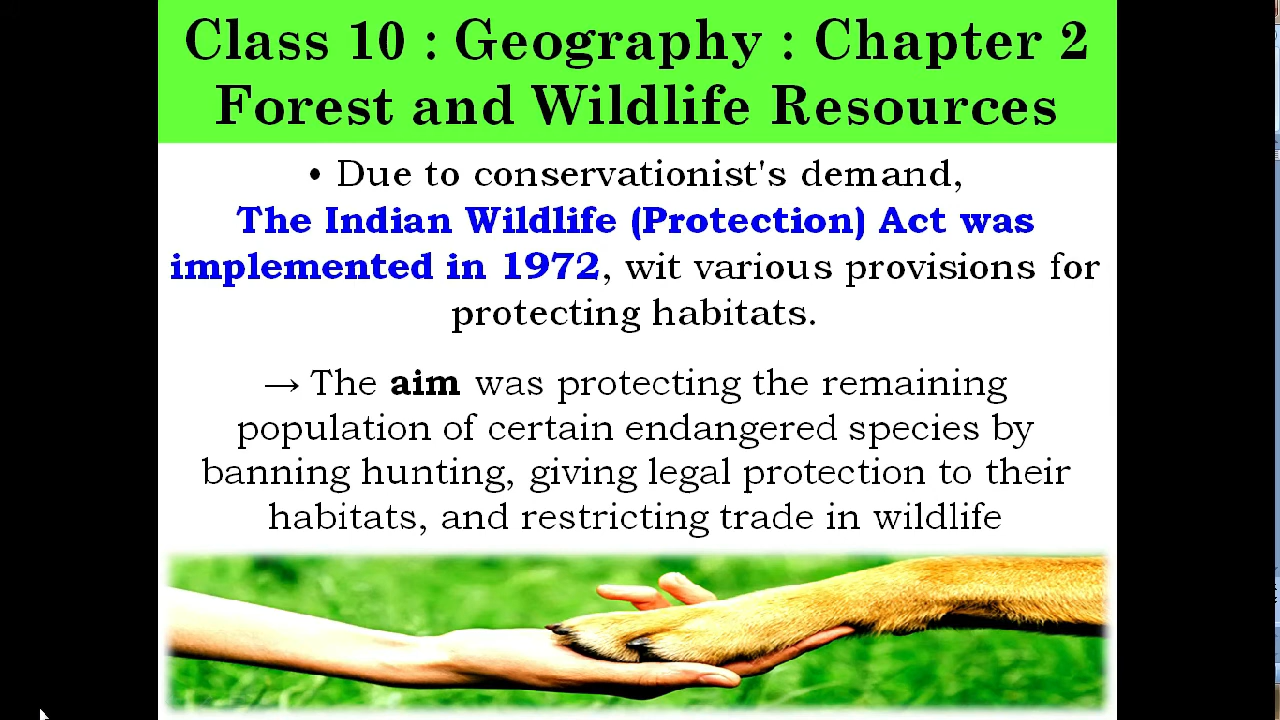 Class 10 : Geography : Chapter 2
Forest and Wildlife Resources
• Due to conservationist's demand,
The Indian Wildlife (Protection) Act was
implemented in 1972, wit various provisions for
protecting habitats.
→ The aim was protecting the remaining
population of certain endangered species by
banning hunting, giving legal protection to their
habitats, and restricting trade in wildlife